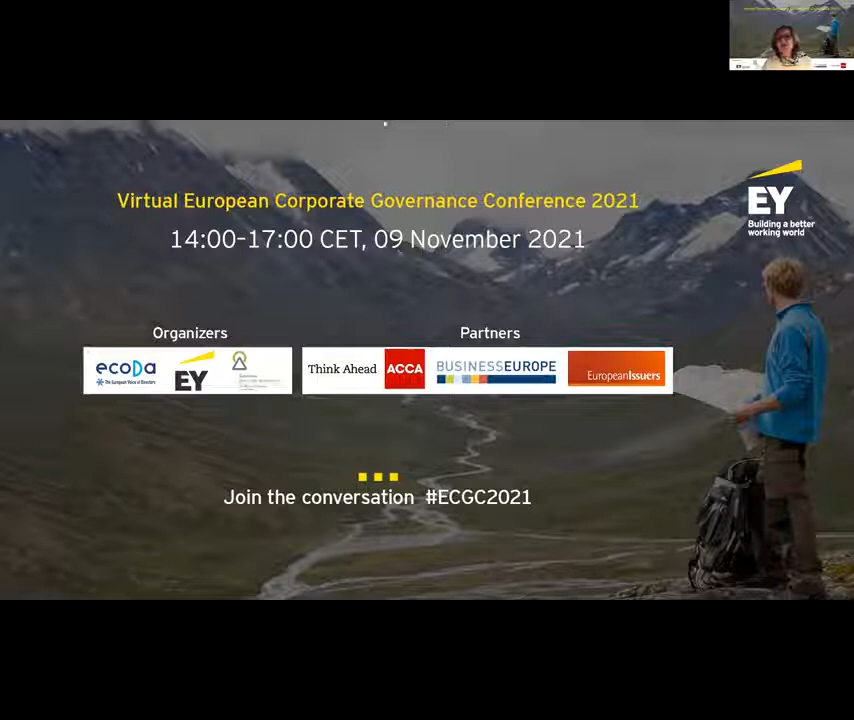 Virtual European Corporate Governance Conference 2021
14:00–17:00 CET, 09 November 2021
EY
Building a better
working world
Organizers
Partners
ecoDa
The European Voice of Directors
EY
Think Ahead
ACCA
BUSINESSEUROPE
EuropeanIssuers
Join the conversation #ECGC2021